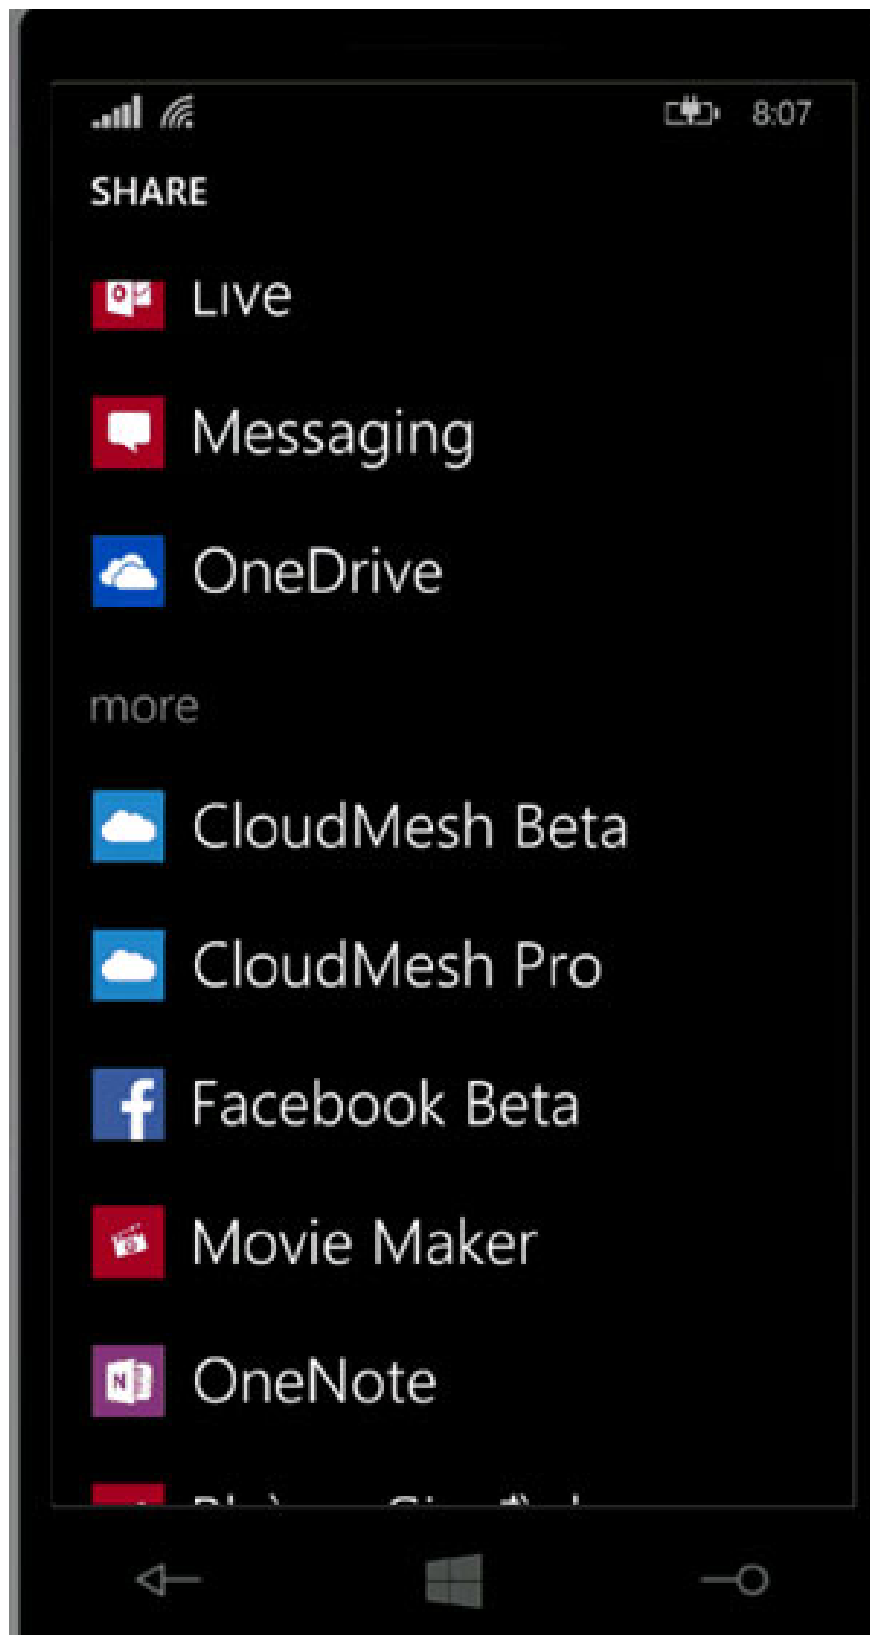 8:07
SHARE
Live
Messaging
OneDrive
more
CloudMesh Beta
CloudMesh Pro
Facebook Beta
Movie Maker
OneNote